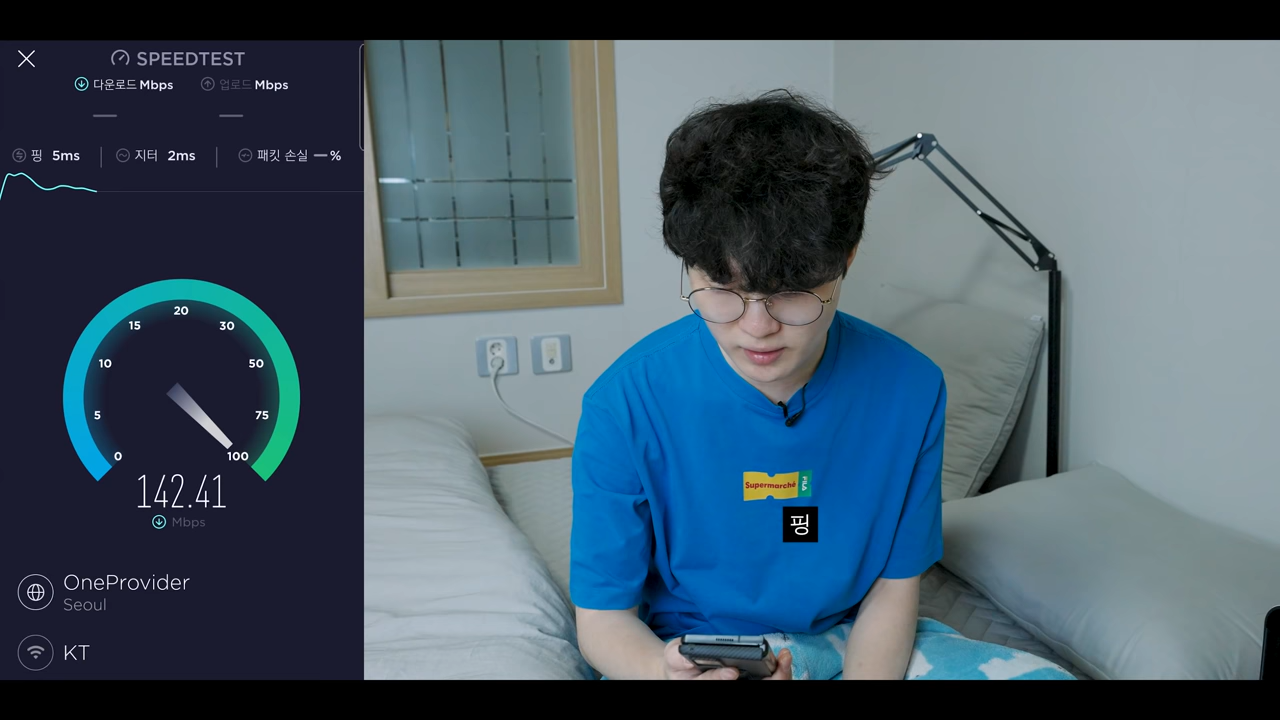 SPEEDTEST
다운로드 Mbps
업로드 Mbps
핑 5ms
지터 2ms
패킷 손실 — %
20
15
30
10
50
5
75
0
100
142.41
Mbps
OneProvider
Seoul
KT
Supermarché
FILA
핑